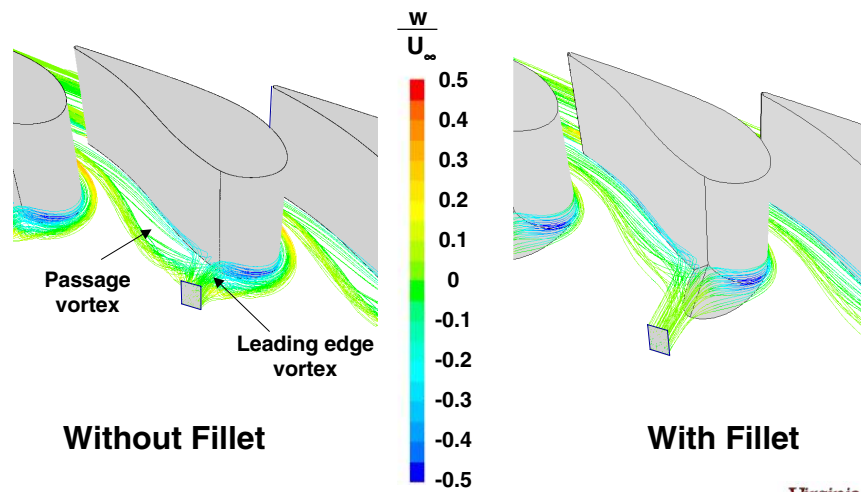 w
U∞
0.5
0.4
0.3
0.2
0.1
0
-0.1
-0.2
-0.3
-0.4
-0.5
Passage
vortex
Leading edge
vortex
Without Fillet
With Fillet